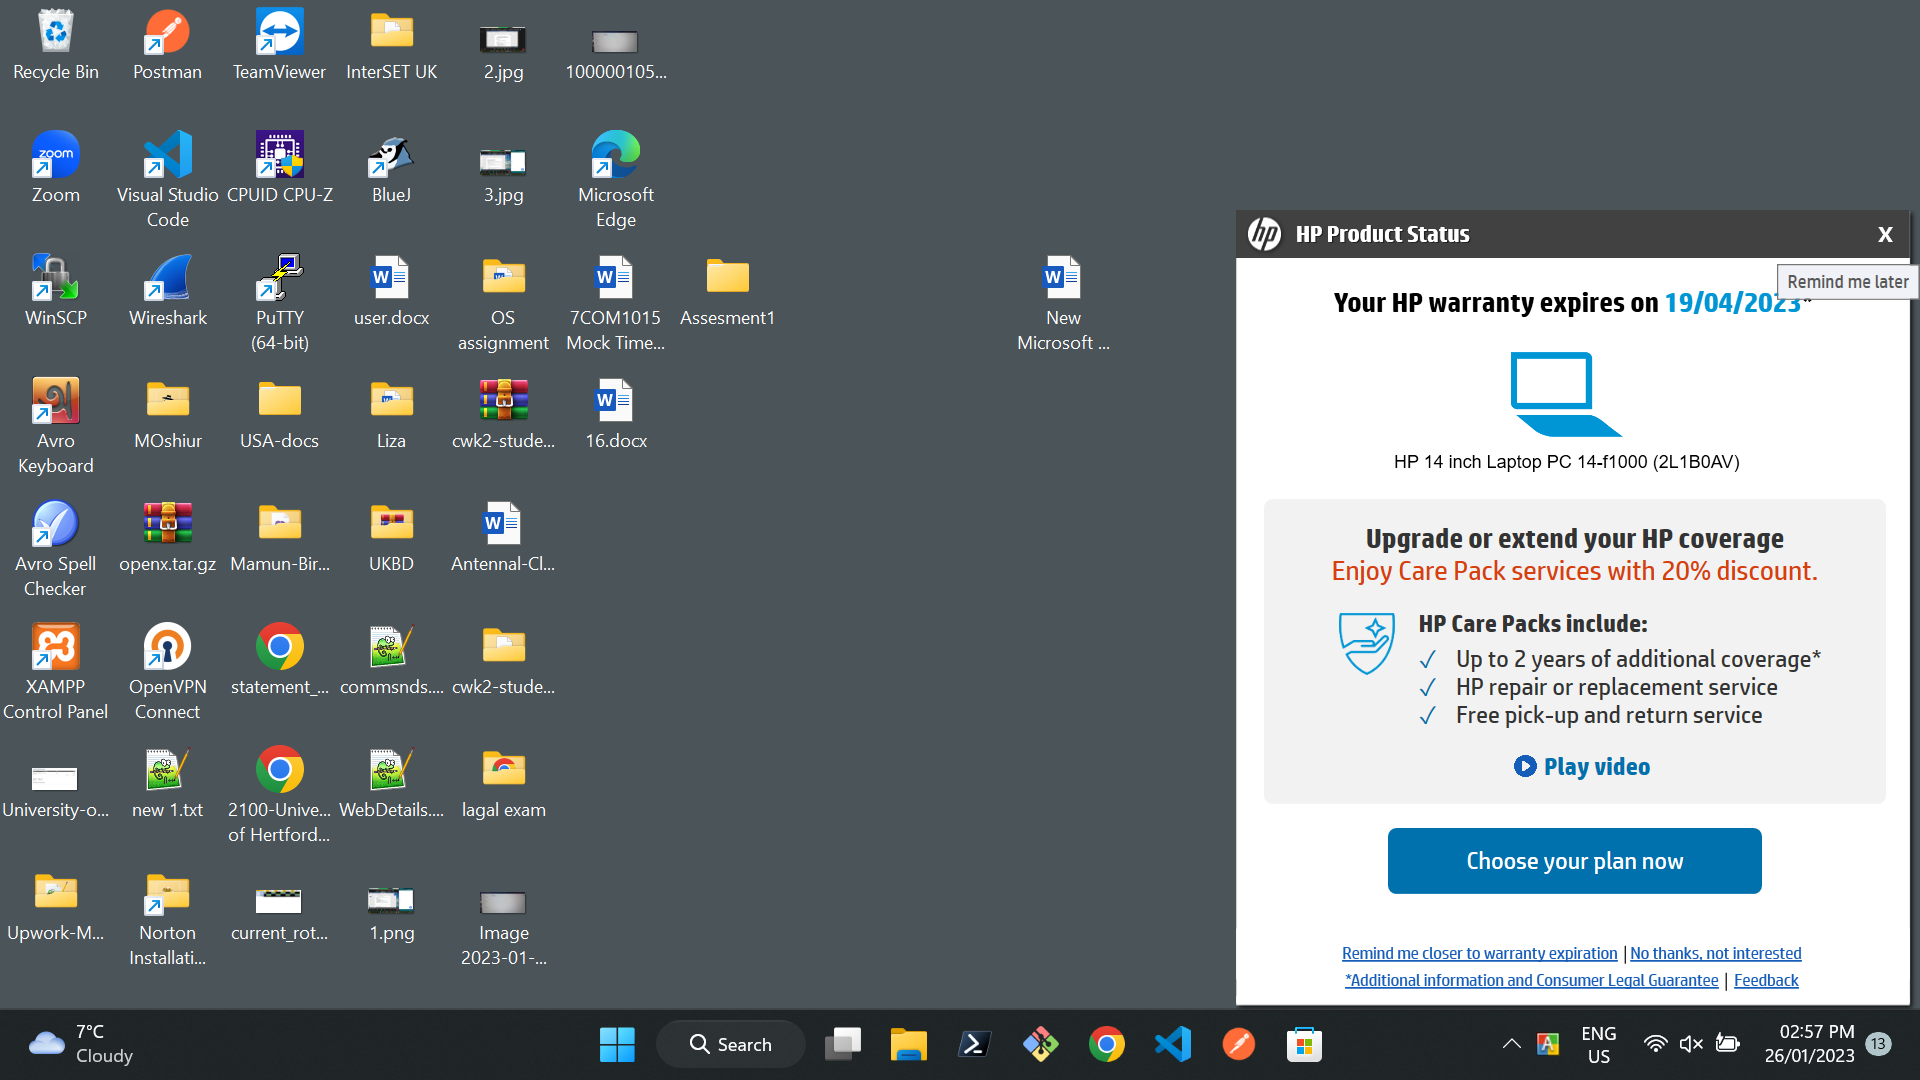 Recycle Bin
Postman
TeamViewer
InterSET UK
2.jpg
100000105...
zoom
Zoom
Visual Studio
Code
CPUID CPU-Z
BlueJ
3.jpg
Microsoft
Edge
WinSCP
Wireshark
PuTTY
(64-bit)
user.docx
OS
assignment
7COM1015
Mock Time...
Assesment1
New
Microsoft ...
Avro
Keyboard
MOshiur
USA-docs
Liza
cwk2-stude...
16.docx
Avro Spell
Checker
openx.tar.gz
Mamun-Bir...
UKBD
Antennal-Cl...
XAMPP
Control Panel
OpenVPN
Connect
statement_...
commsnds....
cwk2-stude...
University-o...
new 1.txt
2100-Unive...
of Hertford...
WebDetails....
lagal exam
Upwork-M...
Norton
Installati...
current_rot...
1.png
Image
2023-01-...
hp HP Product Status X
Remind me later
Your HP warranty expires on 19/04/2023*
HP 14 inch Laptop PC 14-f1000 (2L1B0AV)
Upgrade or extend your HP coverage
Enjoy Care Pack services with 20% discount.
HP Care Packs include:
✓ Up to 2 years of additional coverage*
✓ HP repair or replacement service
✓ Free pick-up and return service
Play video
Choose your plan now
Remind me closer to warranty expiration | No thanks, not interested
*Additional information and Consumer Legal Guarantee | Feedback
7°C
Cloudy
Search
ENG
US
02:57 PM
26/01/2023
13